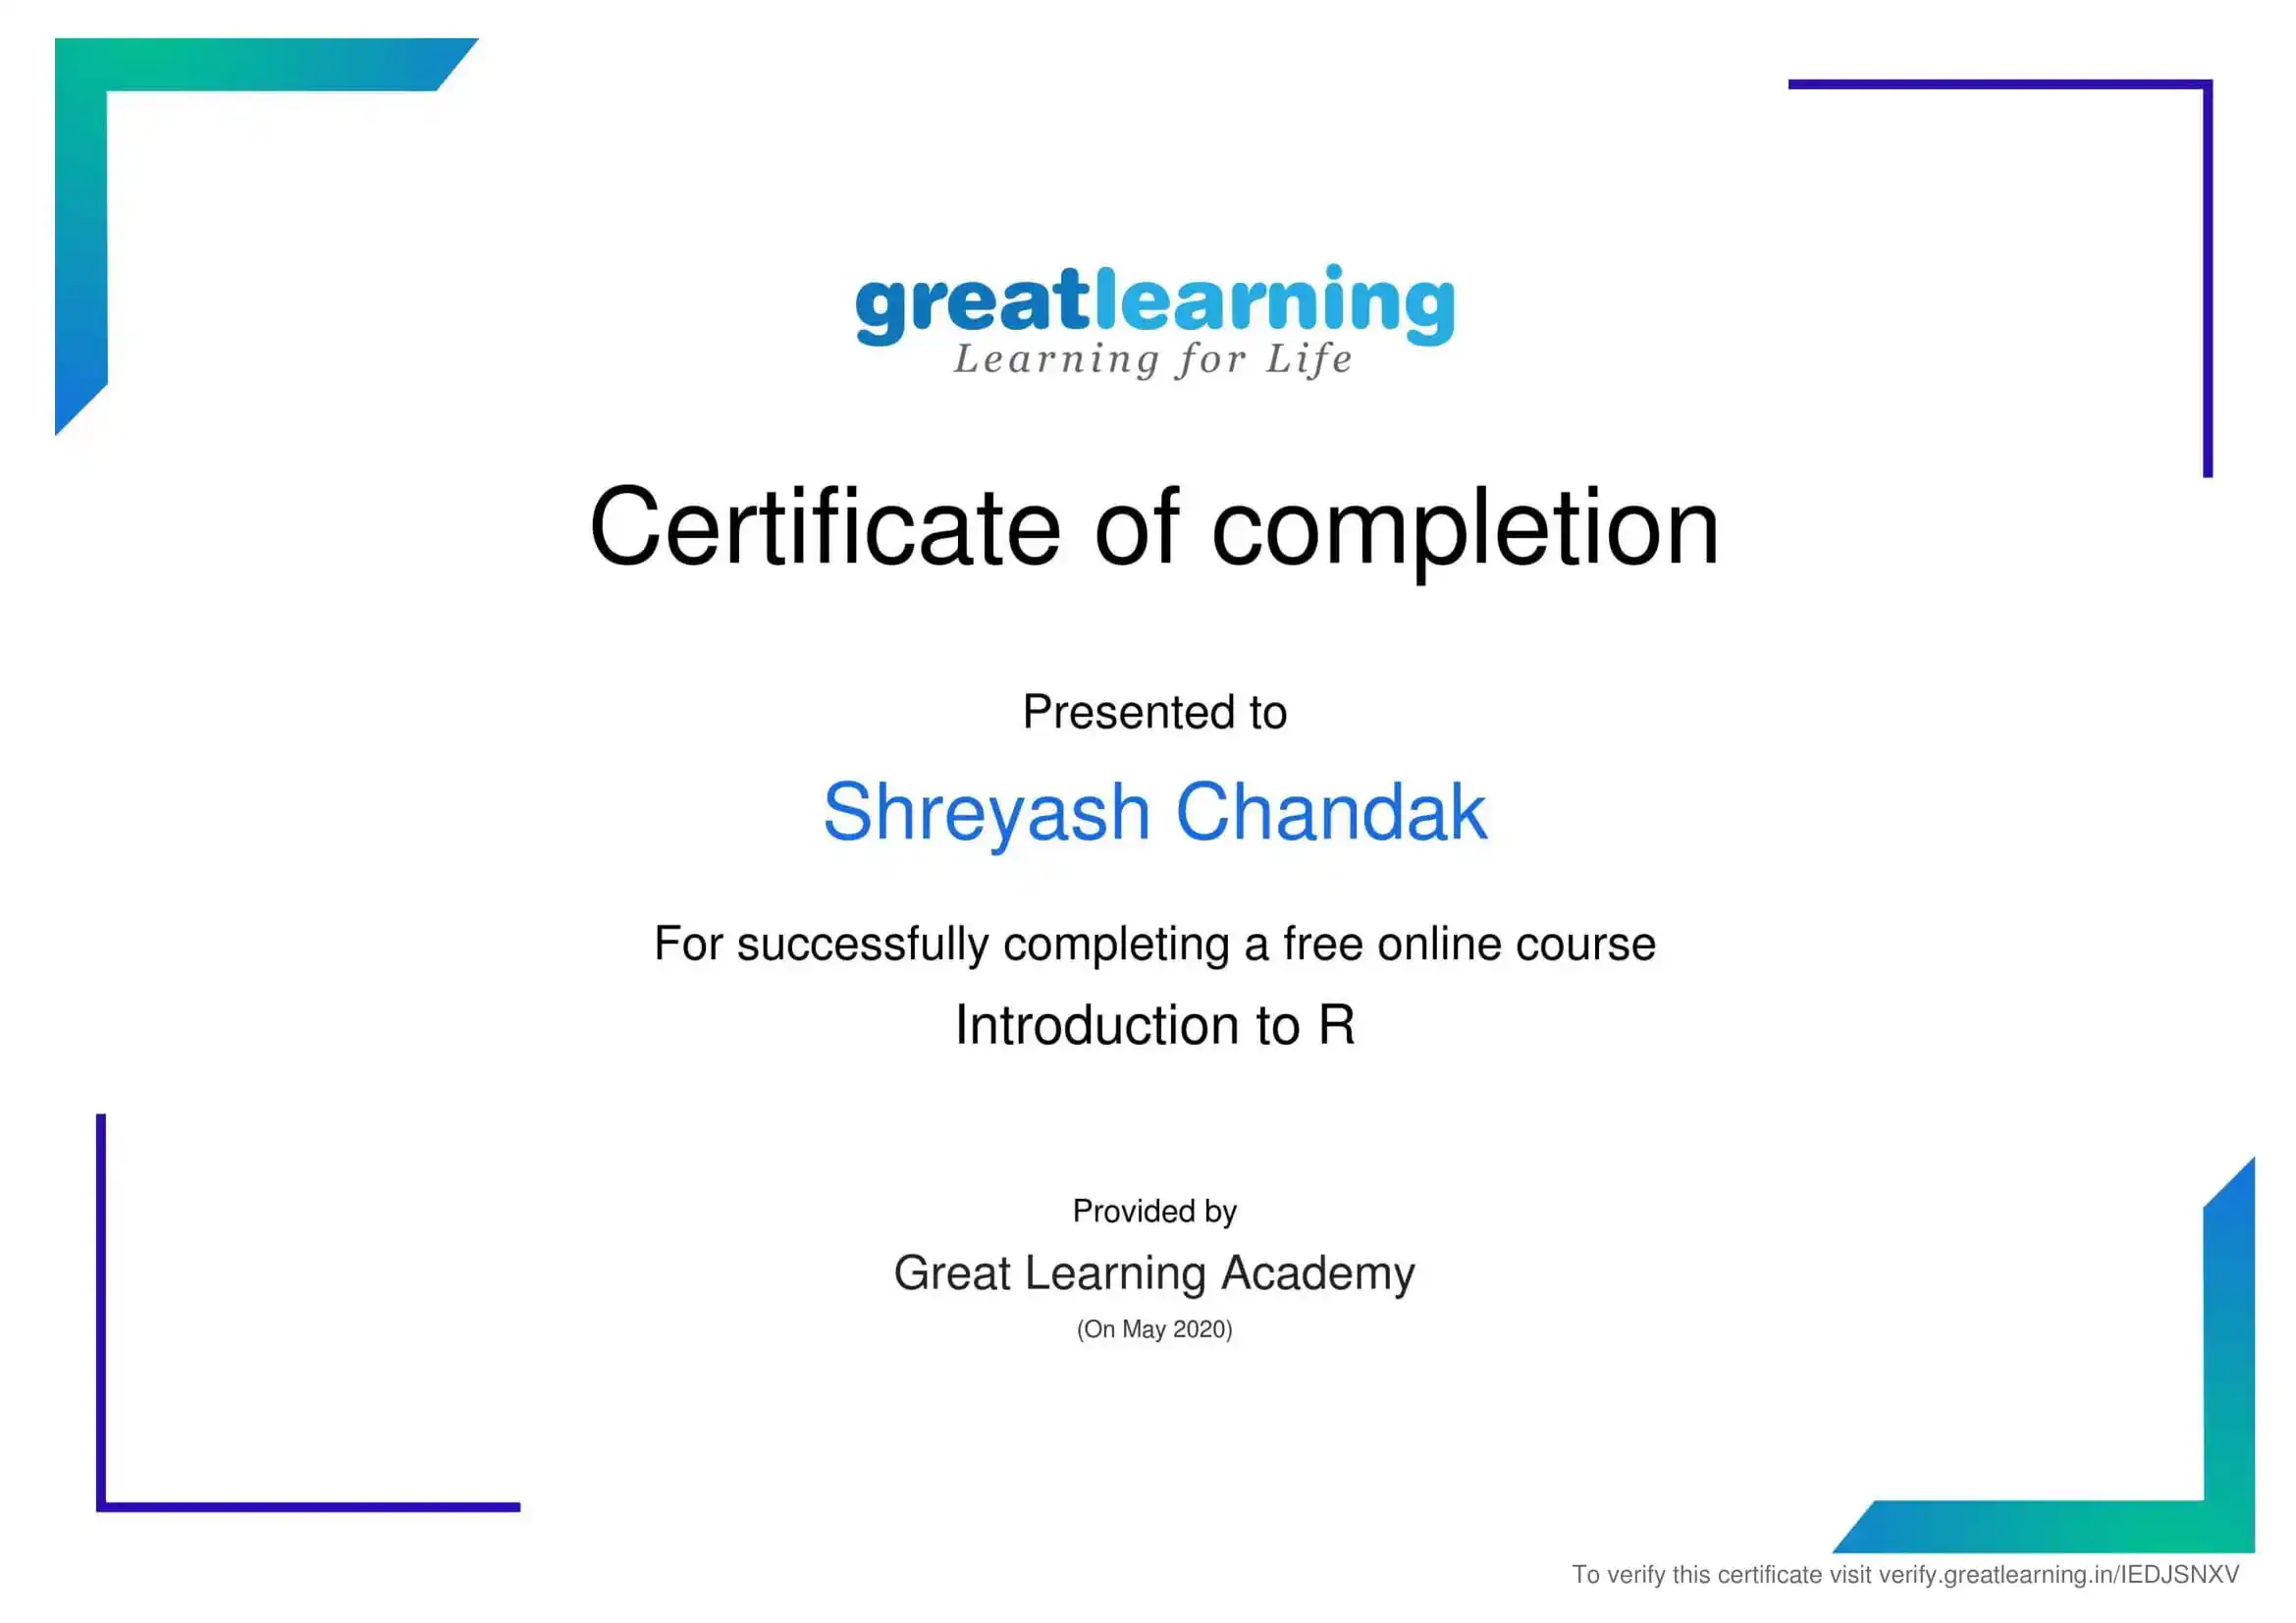 greatlearning
Learning for Life
Certificate of completion
Presented to
Shreyash Chandak
For successfully completing a free online course
Introduction to R
Provided by
Great Learning Academy
(On May 2020)
To verify this certificate visit verify.greatlearning.in/IEDJSNXV